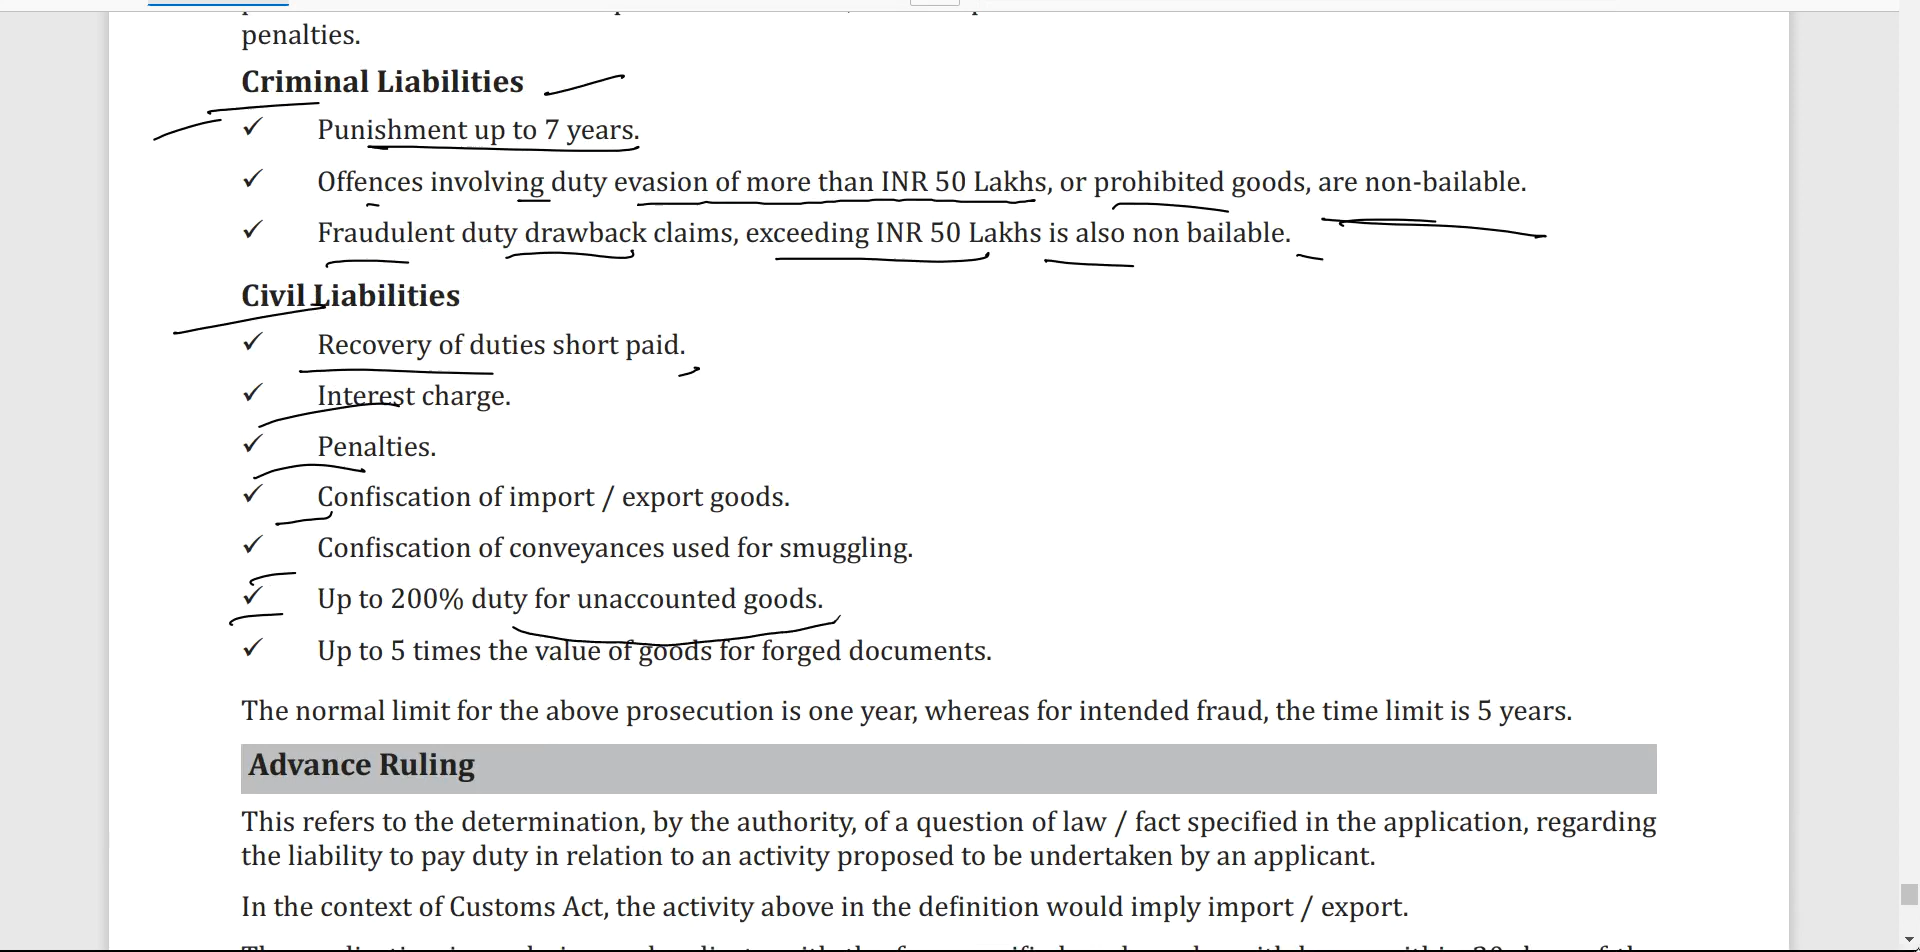 penalties.
Criminal Liabilities
✓ Punishment up to 7 years.
✓ Offences involving duty evasion of more than INR 50 Lakhs, or prohibited goods, are non-bailable.
✓ Fraudulent duty drawback claims, exceeding INR 50 Lakhs is also non bailable.
Civil Liabilities
✓ Recovery of duties short paid.
✓ Interest charge.
✓ Penalties.
✓ Confiscation of import / export goods.
✓ Confiscation of conveyances used for smuggling.
✓ Up to 200% duty for unaccounted goods.
✓ Up to 5 times the value of goods for forged documents.
The normal limit for the above prosecution is one year, whereas for intended fraud, the time limit is 5 years.
Advance Ruling
This refers to the determination, by the authority, of a question of law / fact specified in the application, regarding
the liability to pay duty in relation to an activity proposed to be undertaken by an applicant.
In the context of Customs Act, the activity above in the definition would imply import / export.